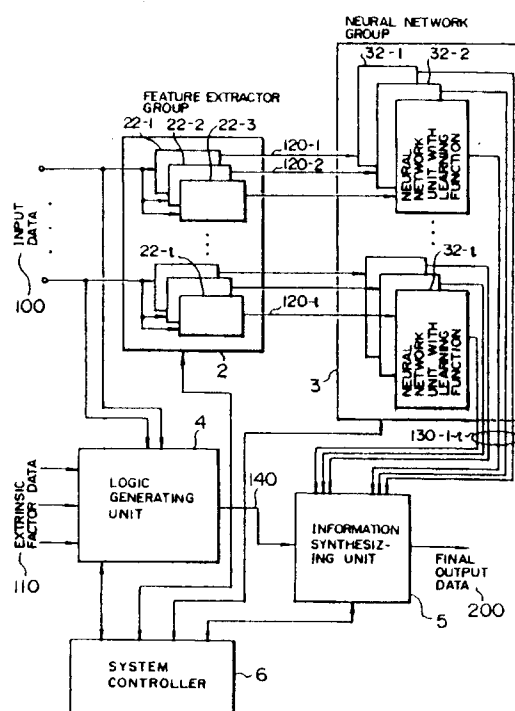 NEURAL NETWORK
GROUP
32-1
32-2
FEATURE EXTRACTOR
GROUP
22-1
22-2
22-3
120-1
120-2
NEURAL
NETWORK
UNIT WITH
LEARNING
FUNCTION
INPUT
DATA
100
22-t
32-t
120-t
2
3
NEURAL
NETWORK
UNIT WITH
LEARNING
FUNCTION
130-1~t
4
LOGIC
GENERATING
UNIT
140
EXTRINSIC
FACTOR DATA
110
INFORMATION
SYNTHESIZ-
ING UNIT
FINAL
OUTPUT
DATA
200
5
SYSTEM
CONTROLLER
6